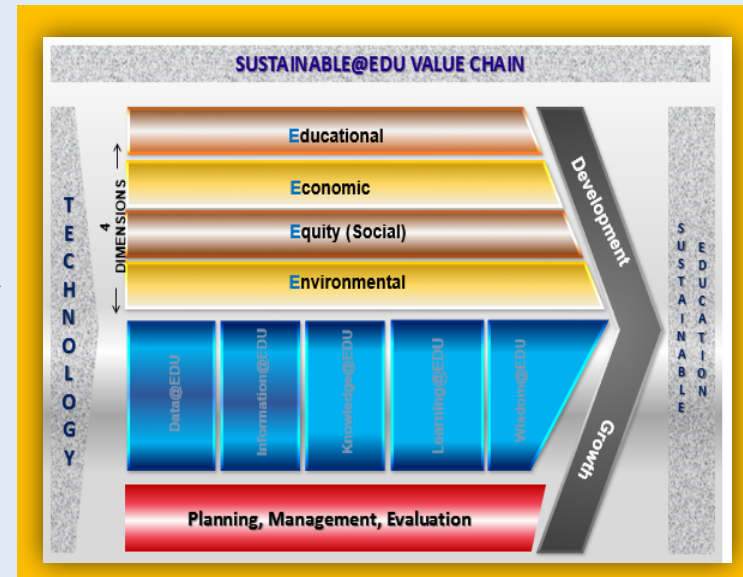 SUSTAINABLE@EDU VALUE CHAIN
TECHNOLOGY
4
DIMENSIONS
Educational
Economic
Equity (Social)
Environmental
Data@EDU
Information@EDU
Knowledge@EDU
Learning@EDU
Wisdom@EDU
Planning, Management, Evaluation
Development
Growth
SUSTAINABLE
EDUCATION